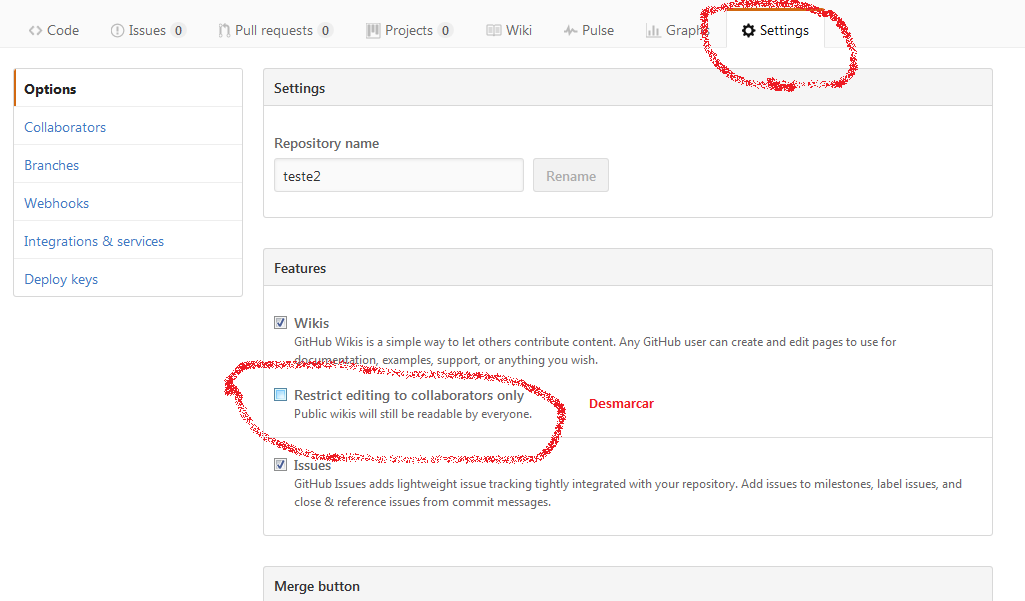 Code Issues 0 Pull requests 0 Projects 0 Wiki Pulse Graph Settings
Options
Collaborators
Branches
Webhooks
Integrations & services
Deploy keys
Settings
Repository name
teste2 Rename
Features
Wikis
GitHub Wikis is a simple way to let others contribute content. Any GitHub user can create and edit pages to use for
documentation, examples, support, or anything you wish.
Restrict editing to collaborators only
Public wikis will still be readable by everyone.
Desmarcar
Issues
GitHub Issues adds lightweight issue tracking tightly integrated with your repository. Add issues to milestones, label issues, and
close & reference issues from commit messages.
Merge button